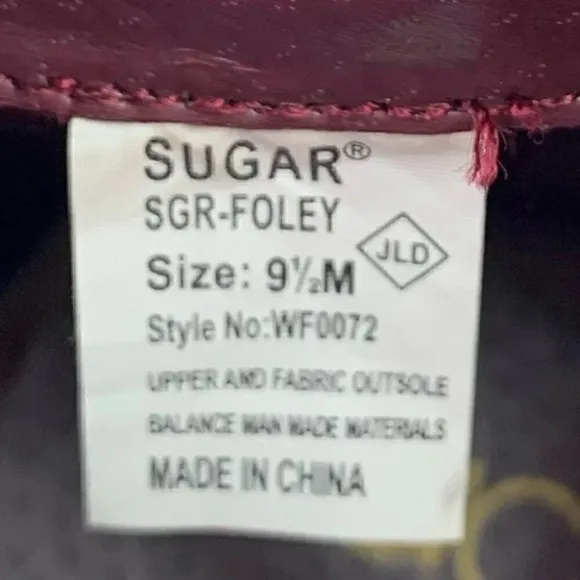 SUGAR®
SGR-FOLEY
JLD
Size: 9½M
Style No:WF0072
UPPER AND FABRIC OUTSOLE
BALANCE MAN MADE MATERIALS
MADE IN CHINA